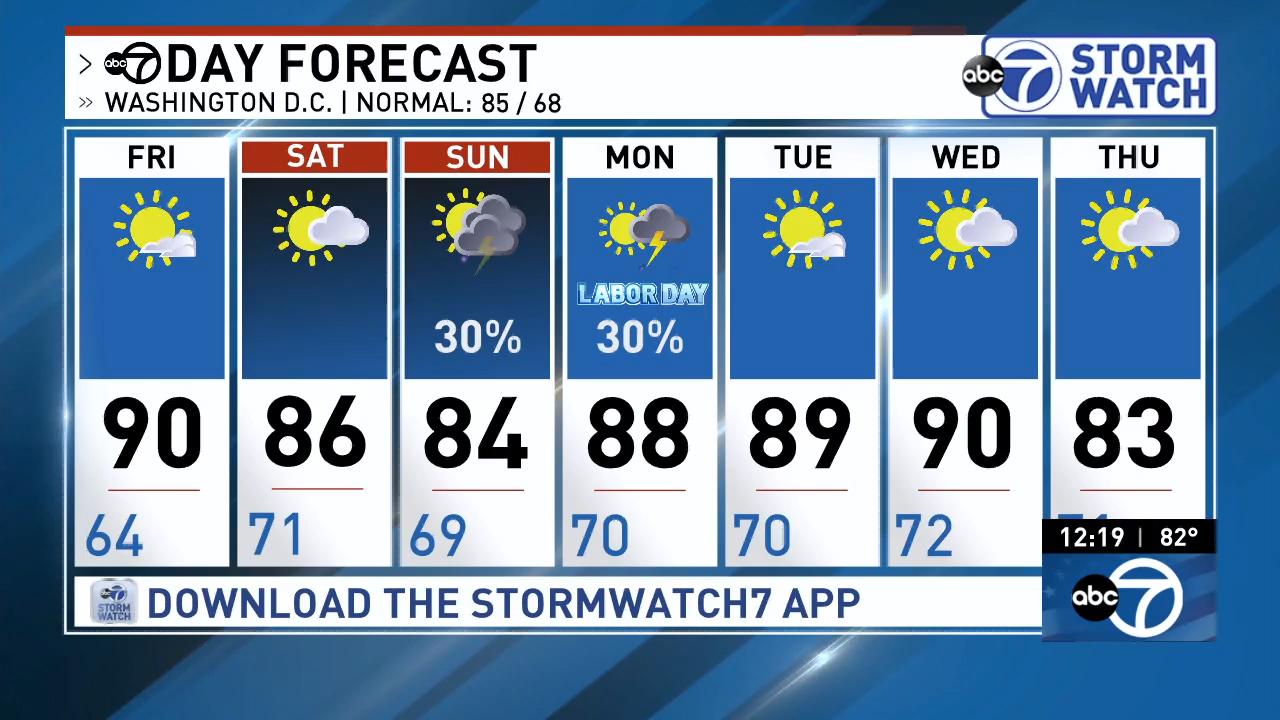 > abc 7 DAY FORECAST
» WASHINGTON D.C. | NORMAL: 85 / 68
abc 7 STORM
WATCH
FRI SAT SUN MON TUE WED THU
LABOR DAY
30% 30%
90 86 84 88 89 90 83
64 71 69 70 70 72
12:19 | 82°
abc 7
abc 7
STORM
WATCH
DOWNLOAD THE STORMWATCH7 APP